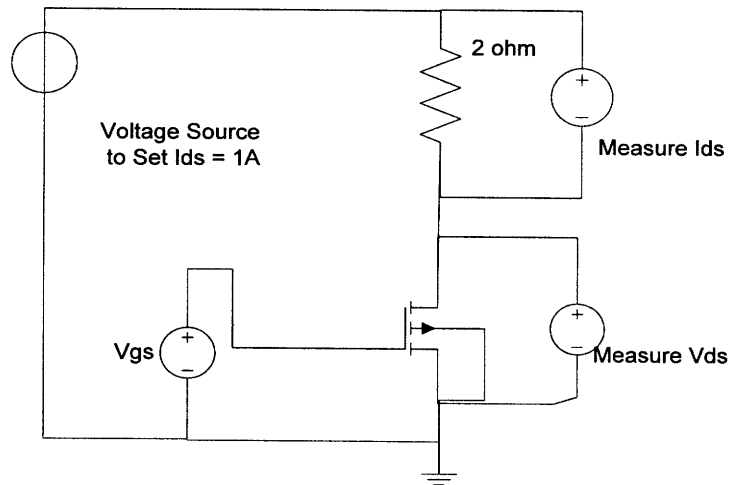 2 ohm
Voltage Source
to Set Ids = 1A
+
−
Measure Ids
Vgs
+
−
+
−
Measure Vds